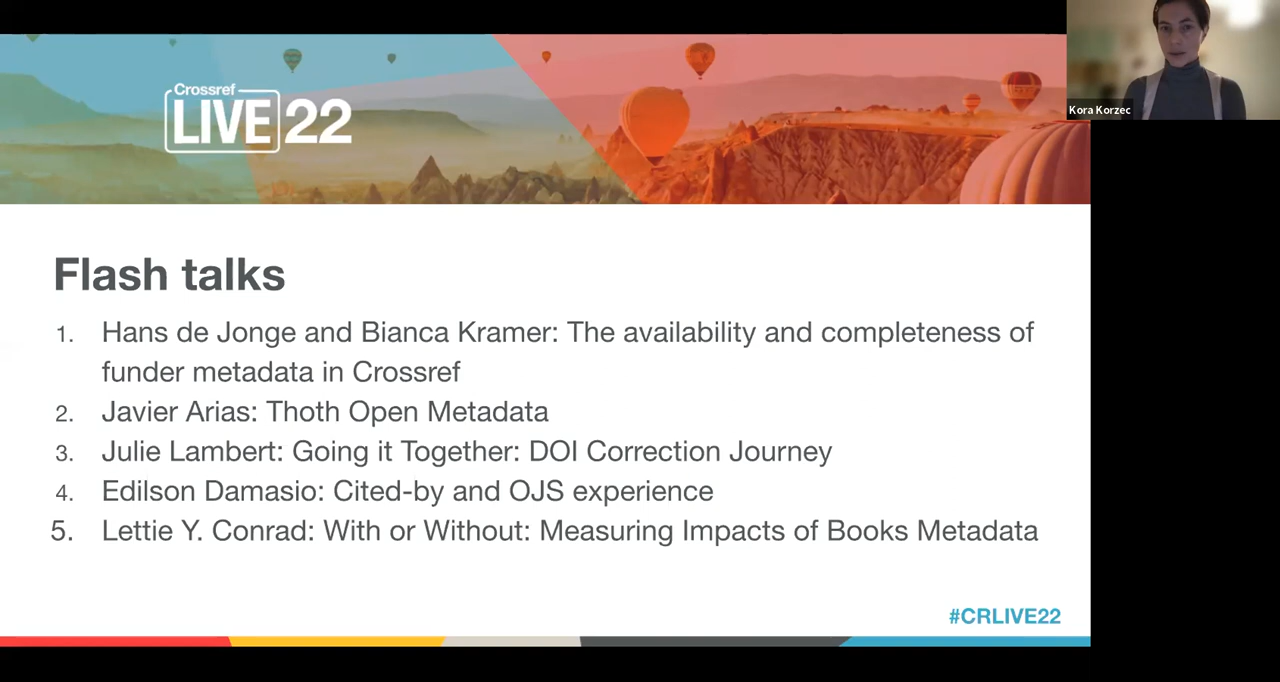 Crossref
LIVE 22
Kora Korzec
Flash talks
1. Hans de Jonge and Bianca Kramer: The availability and completeness of
funder metadata in Crossref
2. Javier Arias: Thoth Open Metadata
3. Julie Lambert: Going it Together: DOI Correction Journey
4. Edilson Damasio: Cited-by and OJS experience
5. Lettie Y. Conrad: With or Without: Measuring Impacts of Books Metadata
#CRLIVE22